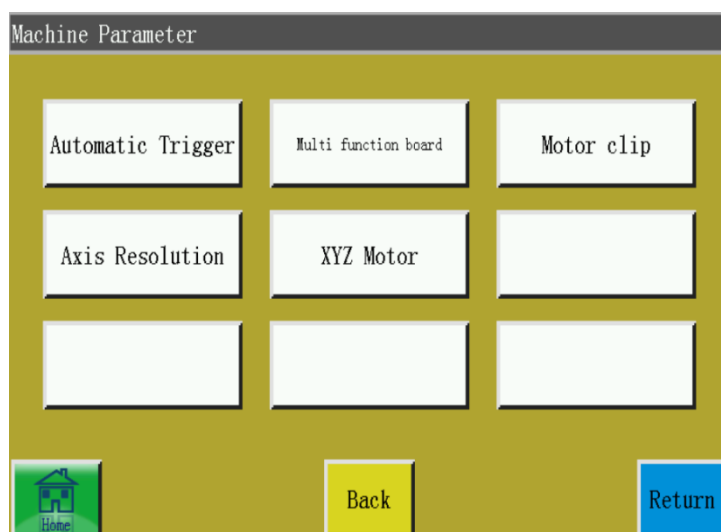 Machine Parameter
Automatic Trigger
Multi function board
Motor clip
Axis Resolution
XYZ Motor
Home
Back
Return